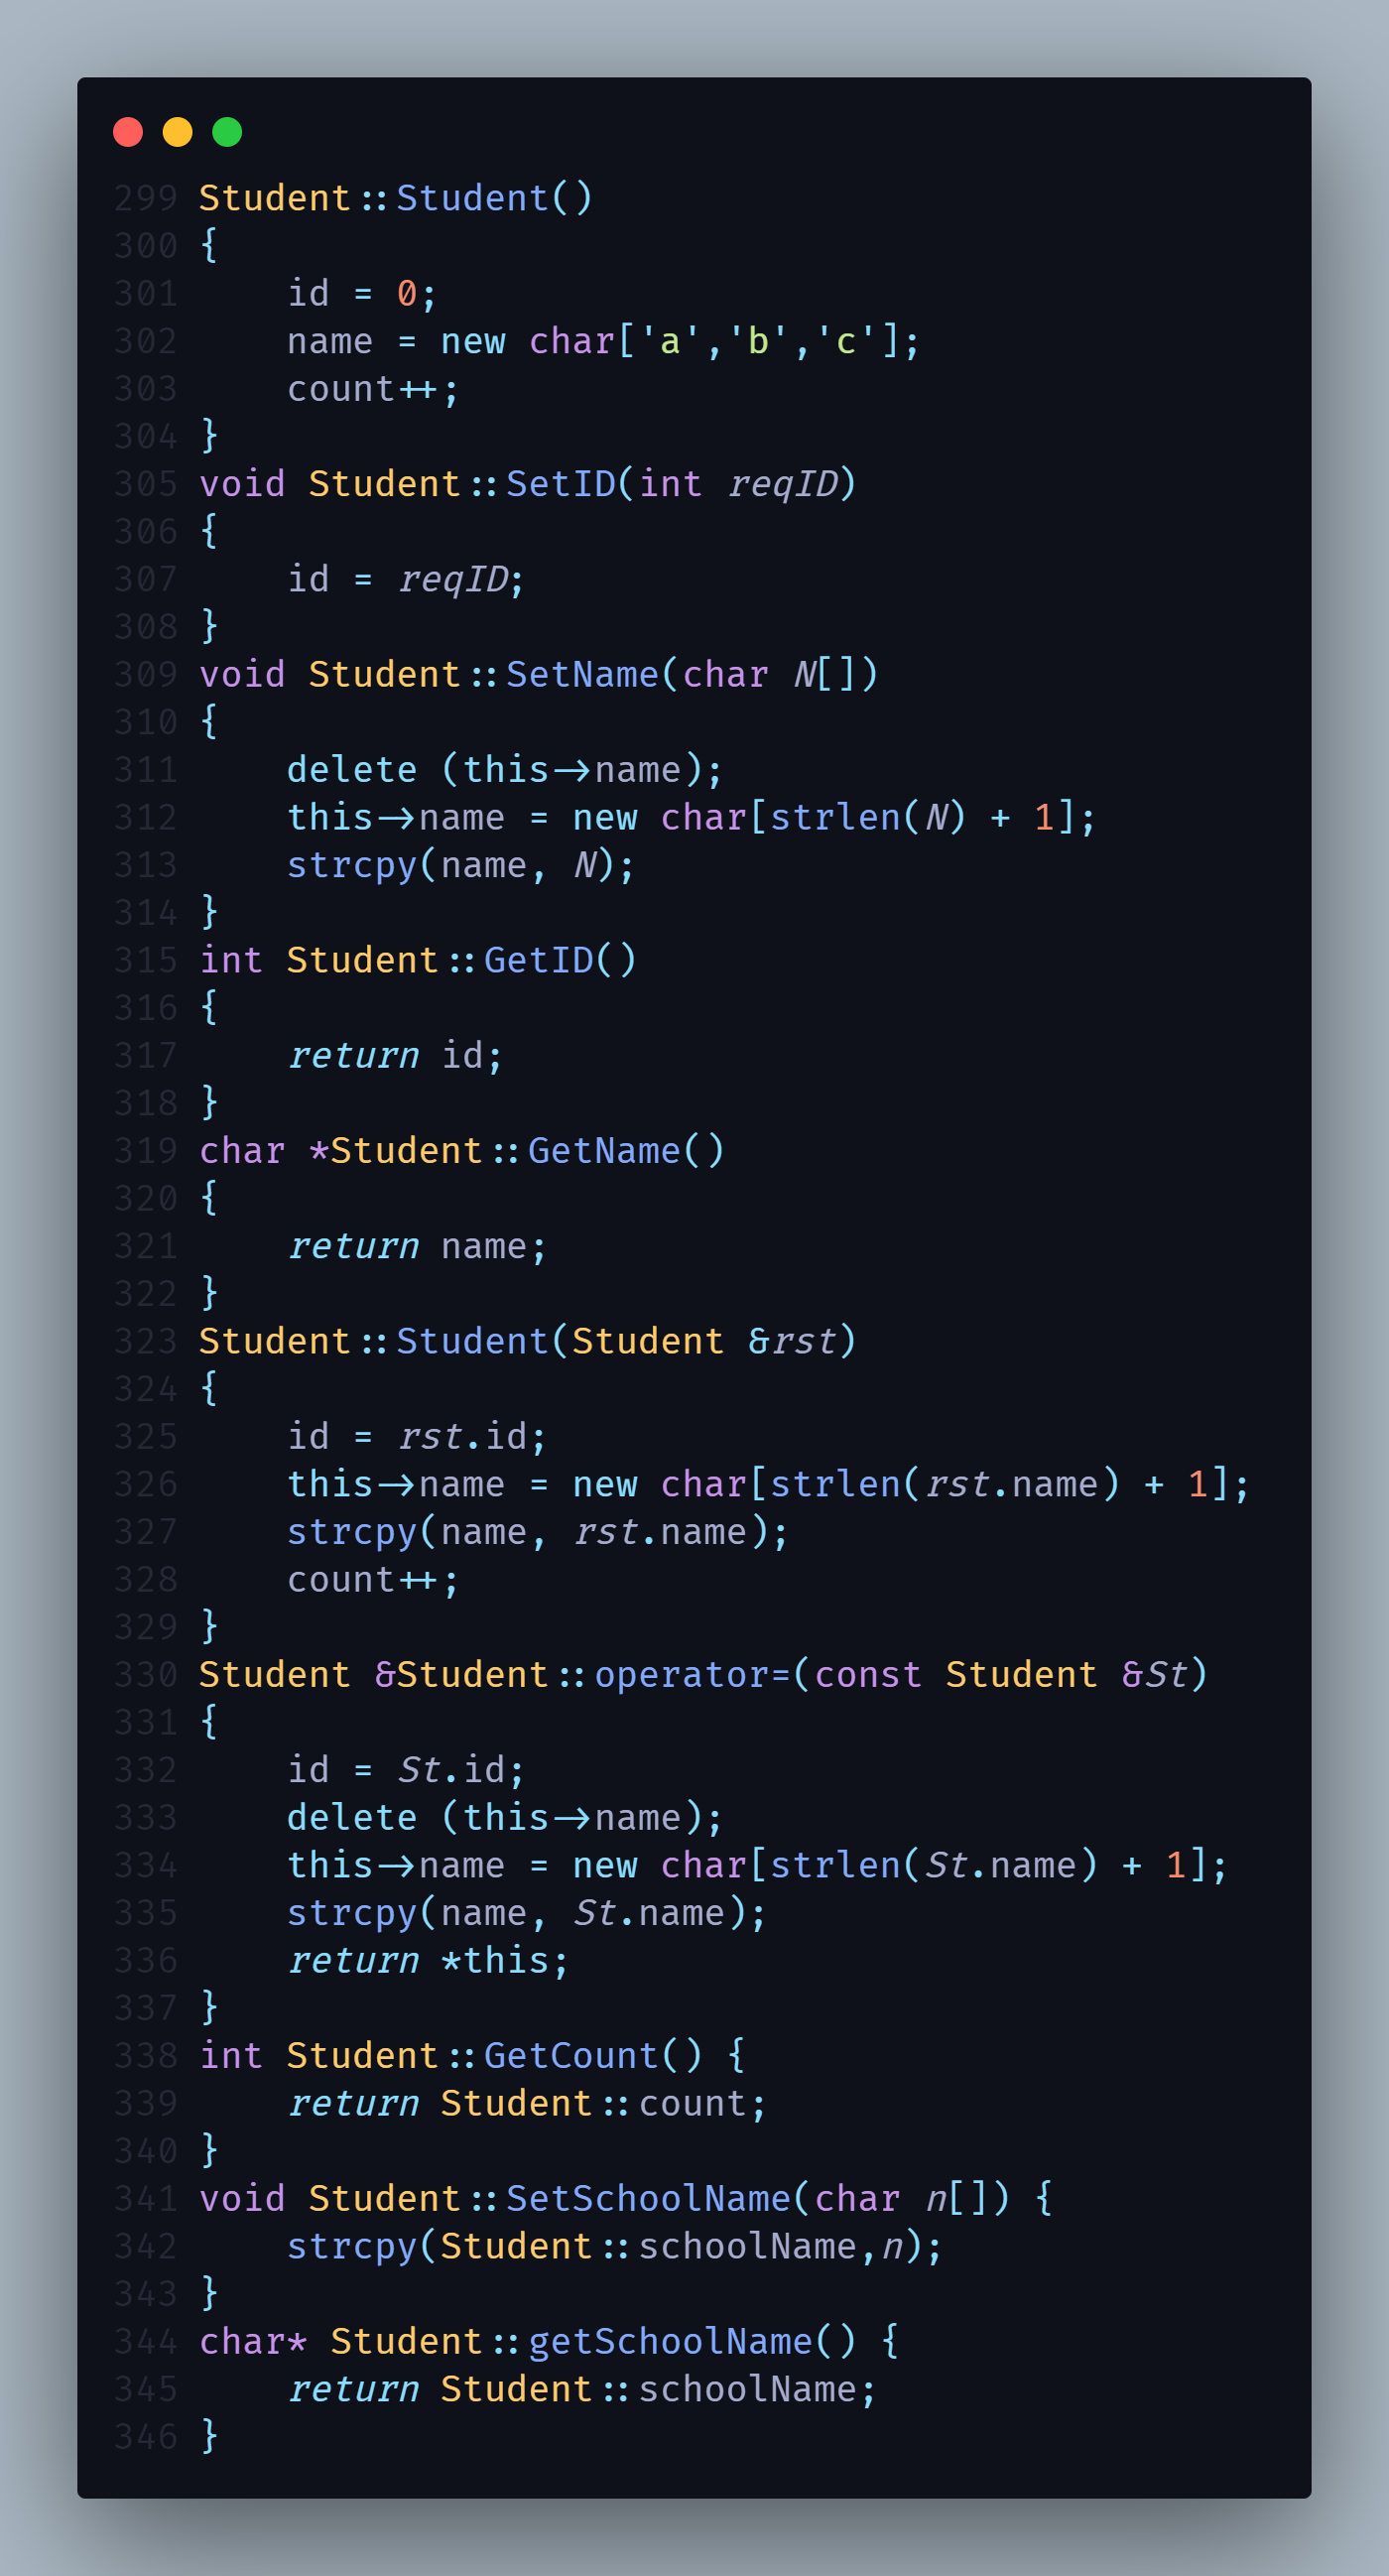 299 Student::Student()
300 {
301     id = 0;
302     name = new char['a','b','c'];
303     count++;
304 }
305 void Student::SetID(int reqID)
306 {
307     id = reqID;
308 }
309 void Student::SetName(char N[])
310 {
311     delete (this->name);
312     this->name = new char[strlen(N) + 1];
313     strcpy(name, N);
314 }
315 int Student::GetID()
316 {
317     return id;
318 }
319 char *Student::GetName()
320 {
321     return name;
322 }
323 Student::Student(Student &rst)
324 {
325     id = rst.id;
326     this->name = new char[strlen(rst.name) + 1];
327     strcpy(name, rst.name);
328     count++;
329 }
330 Student &Student::operator=(const Student &St)
331 {
332     id = St.id;
333     delete (this->name);
334     this->name = new char[strlen(St.name) + 1];
335     strcpy(name, St.name);
336     return *this;
337 }
338 int Student::GetCount() {
339     return Student::count;
340 }
341 void Student::SetSchoolName(char n[]) {
342     strcpy(Student::schoolName,n);
343 }
344 char* Student::getSchoolName() {
345     return Student::schoolName;
346 }